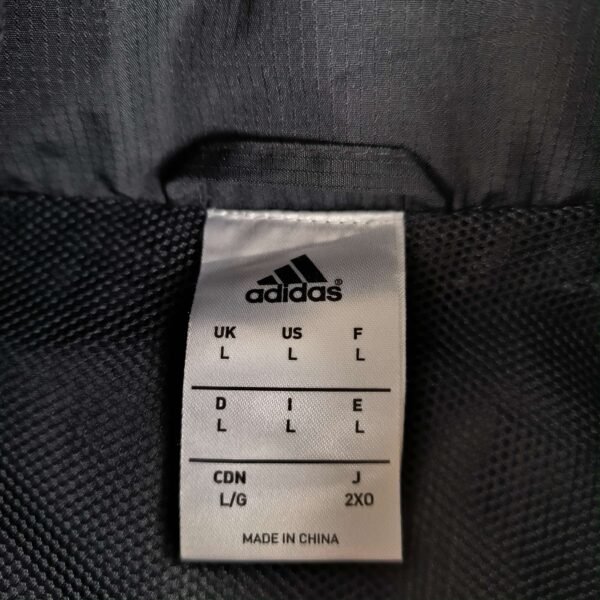 adidas®
UK US F
L L L
D I E
L L L
CDN J
L/G 2XO
MADE IN CHINA